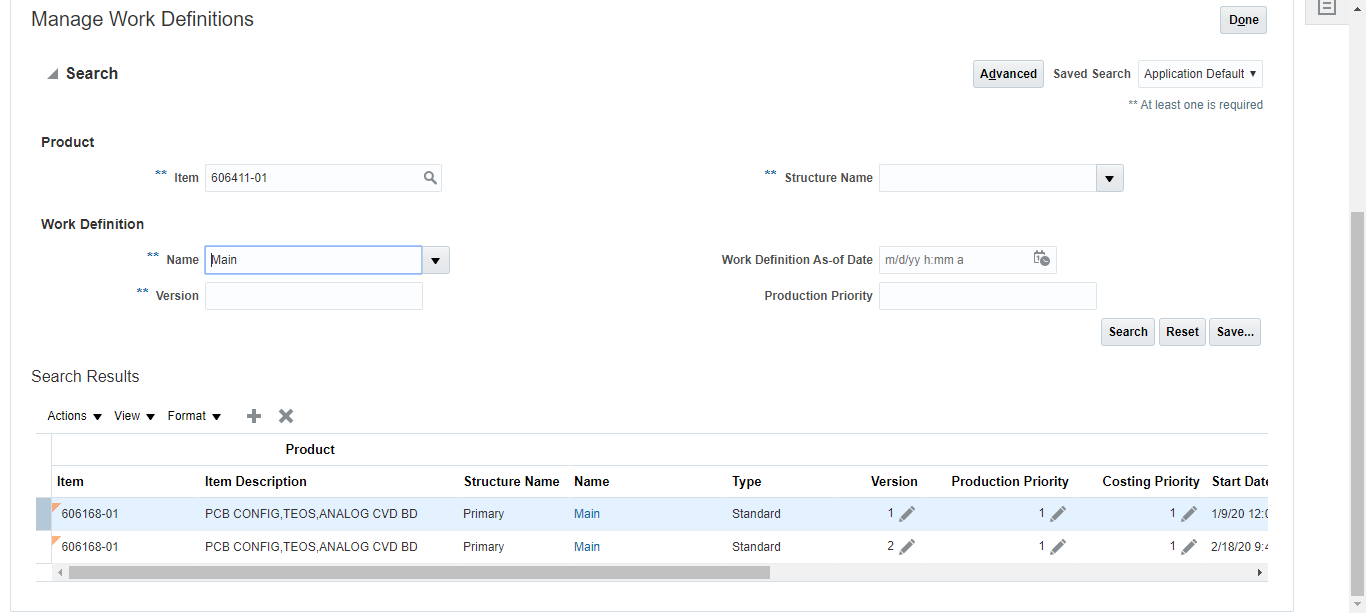 Manage Work Definitions
Done
Search
Advanced Saved Search Application Default
** At least one is required
Product
** Item 606411-01 ** Structure Name
Work Definition
** Name Main Work Definition As-of Date m/d/yy h:mm a
** Version Production Priority
Search Reset Save...
Search Results
Actions View Format
Product
Item Item Description Structure Name Name Type Version Production Priority Costing Priority Start Date
606168-01 PCB CONFIG,TEOS,ANALOG CVD BD Primary Main Standard 1 1 1 1/9/20 12:0
606168-01 PCB CONFIG,TEOS,ANALOG CVD BD Primary Main Standard 2 1 1 2/18/20 9:4